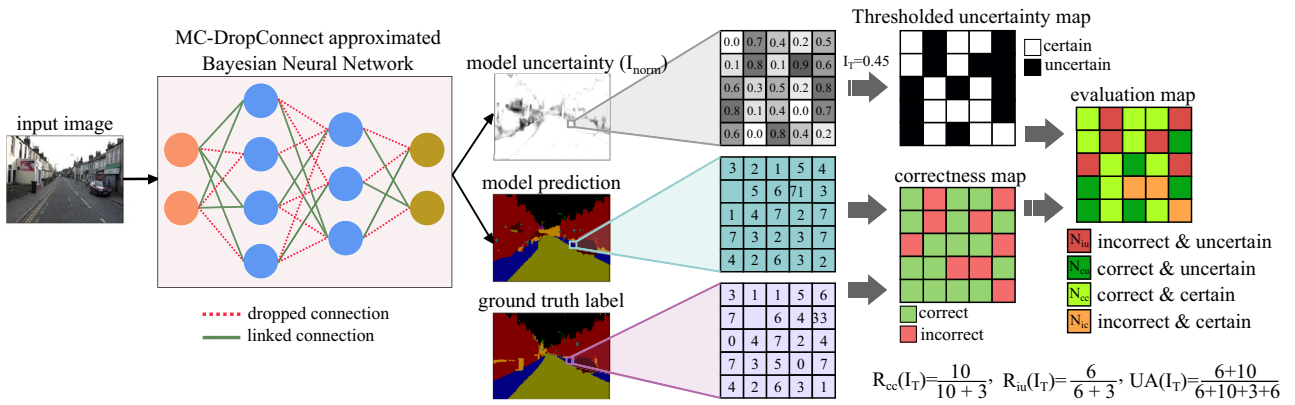 MC-DropConnect approximated
Bayesian Neural Network
input image
dropped connection
linked connection
model uncertainty (I_norm)
model prediction
ground truth label
0.0 0.7 0.4 0.2 0.5
0.1 0.8 0.1 0.9 0.6
0.6 0.3 0.5 0.2 0.8
0.8 0.1 0.4 0.0 0.7
0.6 0.0 0.8 0.4 0.2
3 2 1 5 4
5 6 71 3
1 4 7 2 7
7 3 2 3 7
4 2 6 3 2
3 1 1 5 6
7 6 4 33
0 4 7 2 4
7 3 5 0 7
4 2 6 3 1
I_T=0.45
Thresholded uncertainty map
certain
uncertain
correctness map
correct
incorrect
evaluation map
N_iu incorrect & uncertain
N_cu correct & uncertain
N_cc correct & certain
N_ic incorrect & certain
R_cc(I_T)=10/(10 + 3), R_iu(I_T)=6/(6 + 3), UA(I_T)=(6+10)/(6+10+3+6)